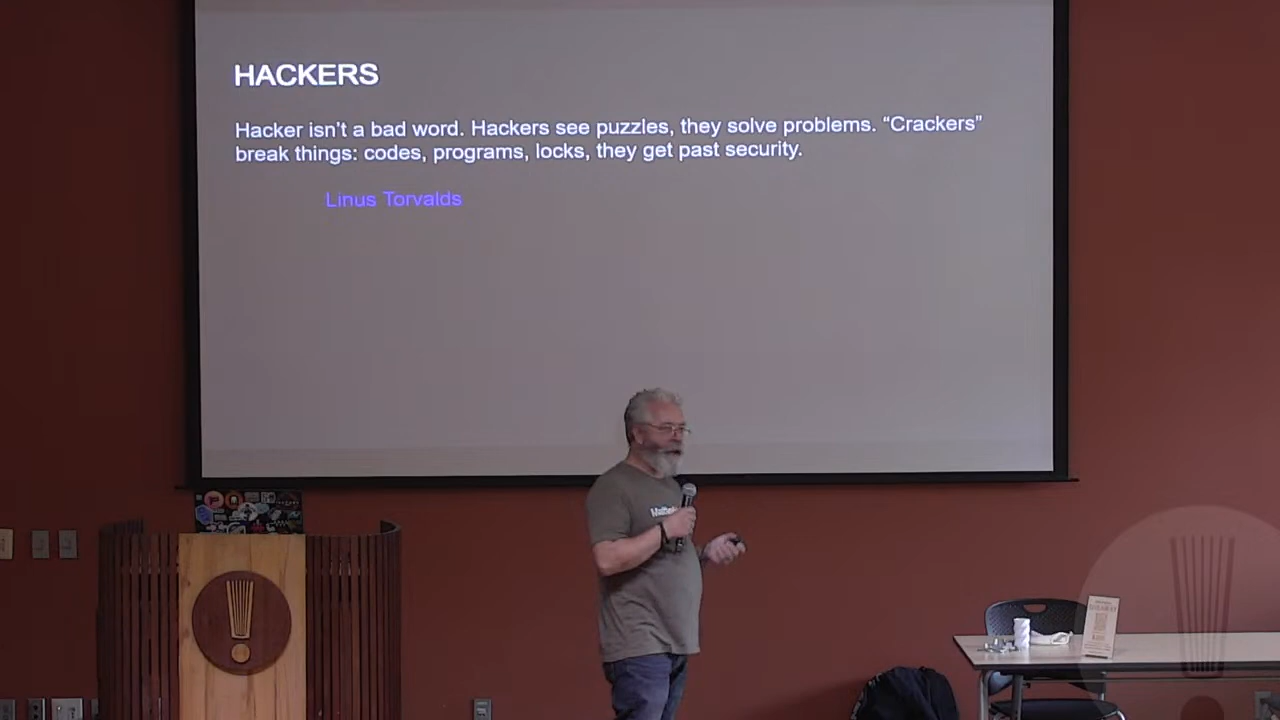 HACKERS
Hacker isn't a bad word. Hackers see puzzles, they solve problems. “Crackers”
break things: codes, programs, locks, they get past security.
Linus Torvalds